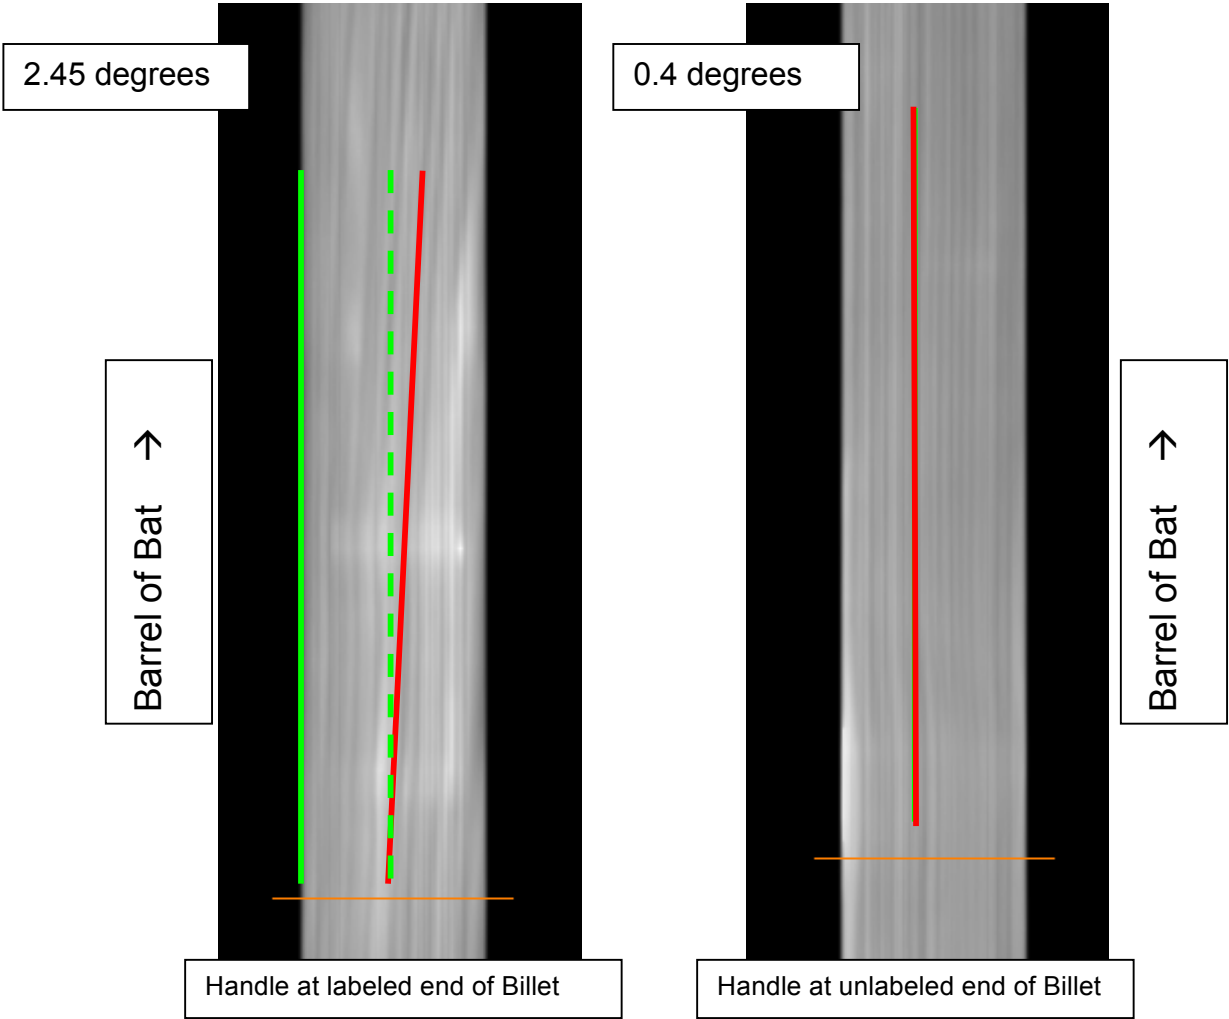 2.45 degrees
0.4 degrees
Barrel of Bat →
Barrel of Bat →
Handle at labeled end of Billet
Handle at unlabeled end of Billet